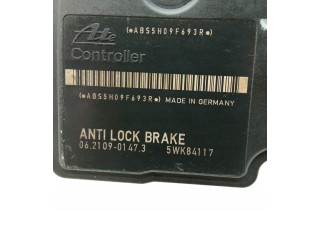 Ate (*ABS5H09F693R*)
Controller
(*ABS5H09F693R*) MADE IN GERMANY
ANTI LOCK BRAKE
06.2109-0147.3 5WK84117